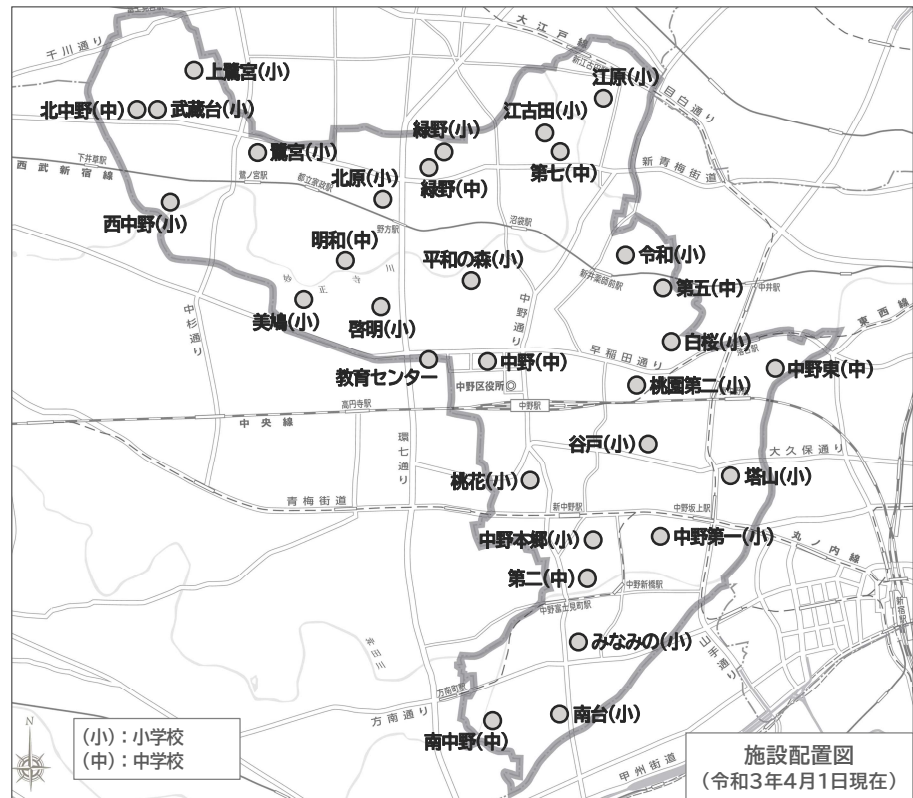 千川通り
大江戸線
新江古田駅
目白通り
上鷺宮(小)
江原(小)
北中野(中)
武蔵台(小)
江古田(小)
緑野(小)
鷺宮(小)
第七(中)
新青梅街道
下井草駅
西武新宿線
鷺ノ宮駅
都立家政駅
北原(小)
緑野(中)
西中野(小)
野方駅
沼袋駅
明和(中)
令和(小)
平和の森(小)
新井薬師前駅
第五(中)
中井駅
中杉通り
美鳩(小)
啓明(小)
中野通り
東西線
白桜(小)
早稲田通り
落合駅
教育センター
中野(中)
中野東(中)
中野区役所◎
桃園第二(小)
高円寺駅
中野駅
中央線
環七通り
谷戸(小)
大久保通り
桃花(小)
塔山(小)
青梅街道
新中野駅
中野坂上駅
中野本郷(小)
中野第一(小)
丸ノ内線
第二(中)
中野新橋駅
中野富士見町駅
新宿駅
みなみの(小)
山手通り
方南町駅
方南通り
南中野(中)
南台(小)
甲州街道
N
(小)：小学校
(中)：中学校
施設配置図
(令和3年4月1日現在)